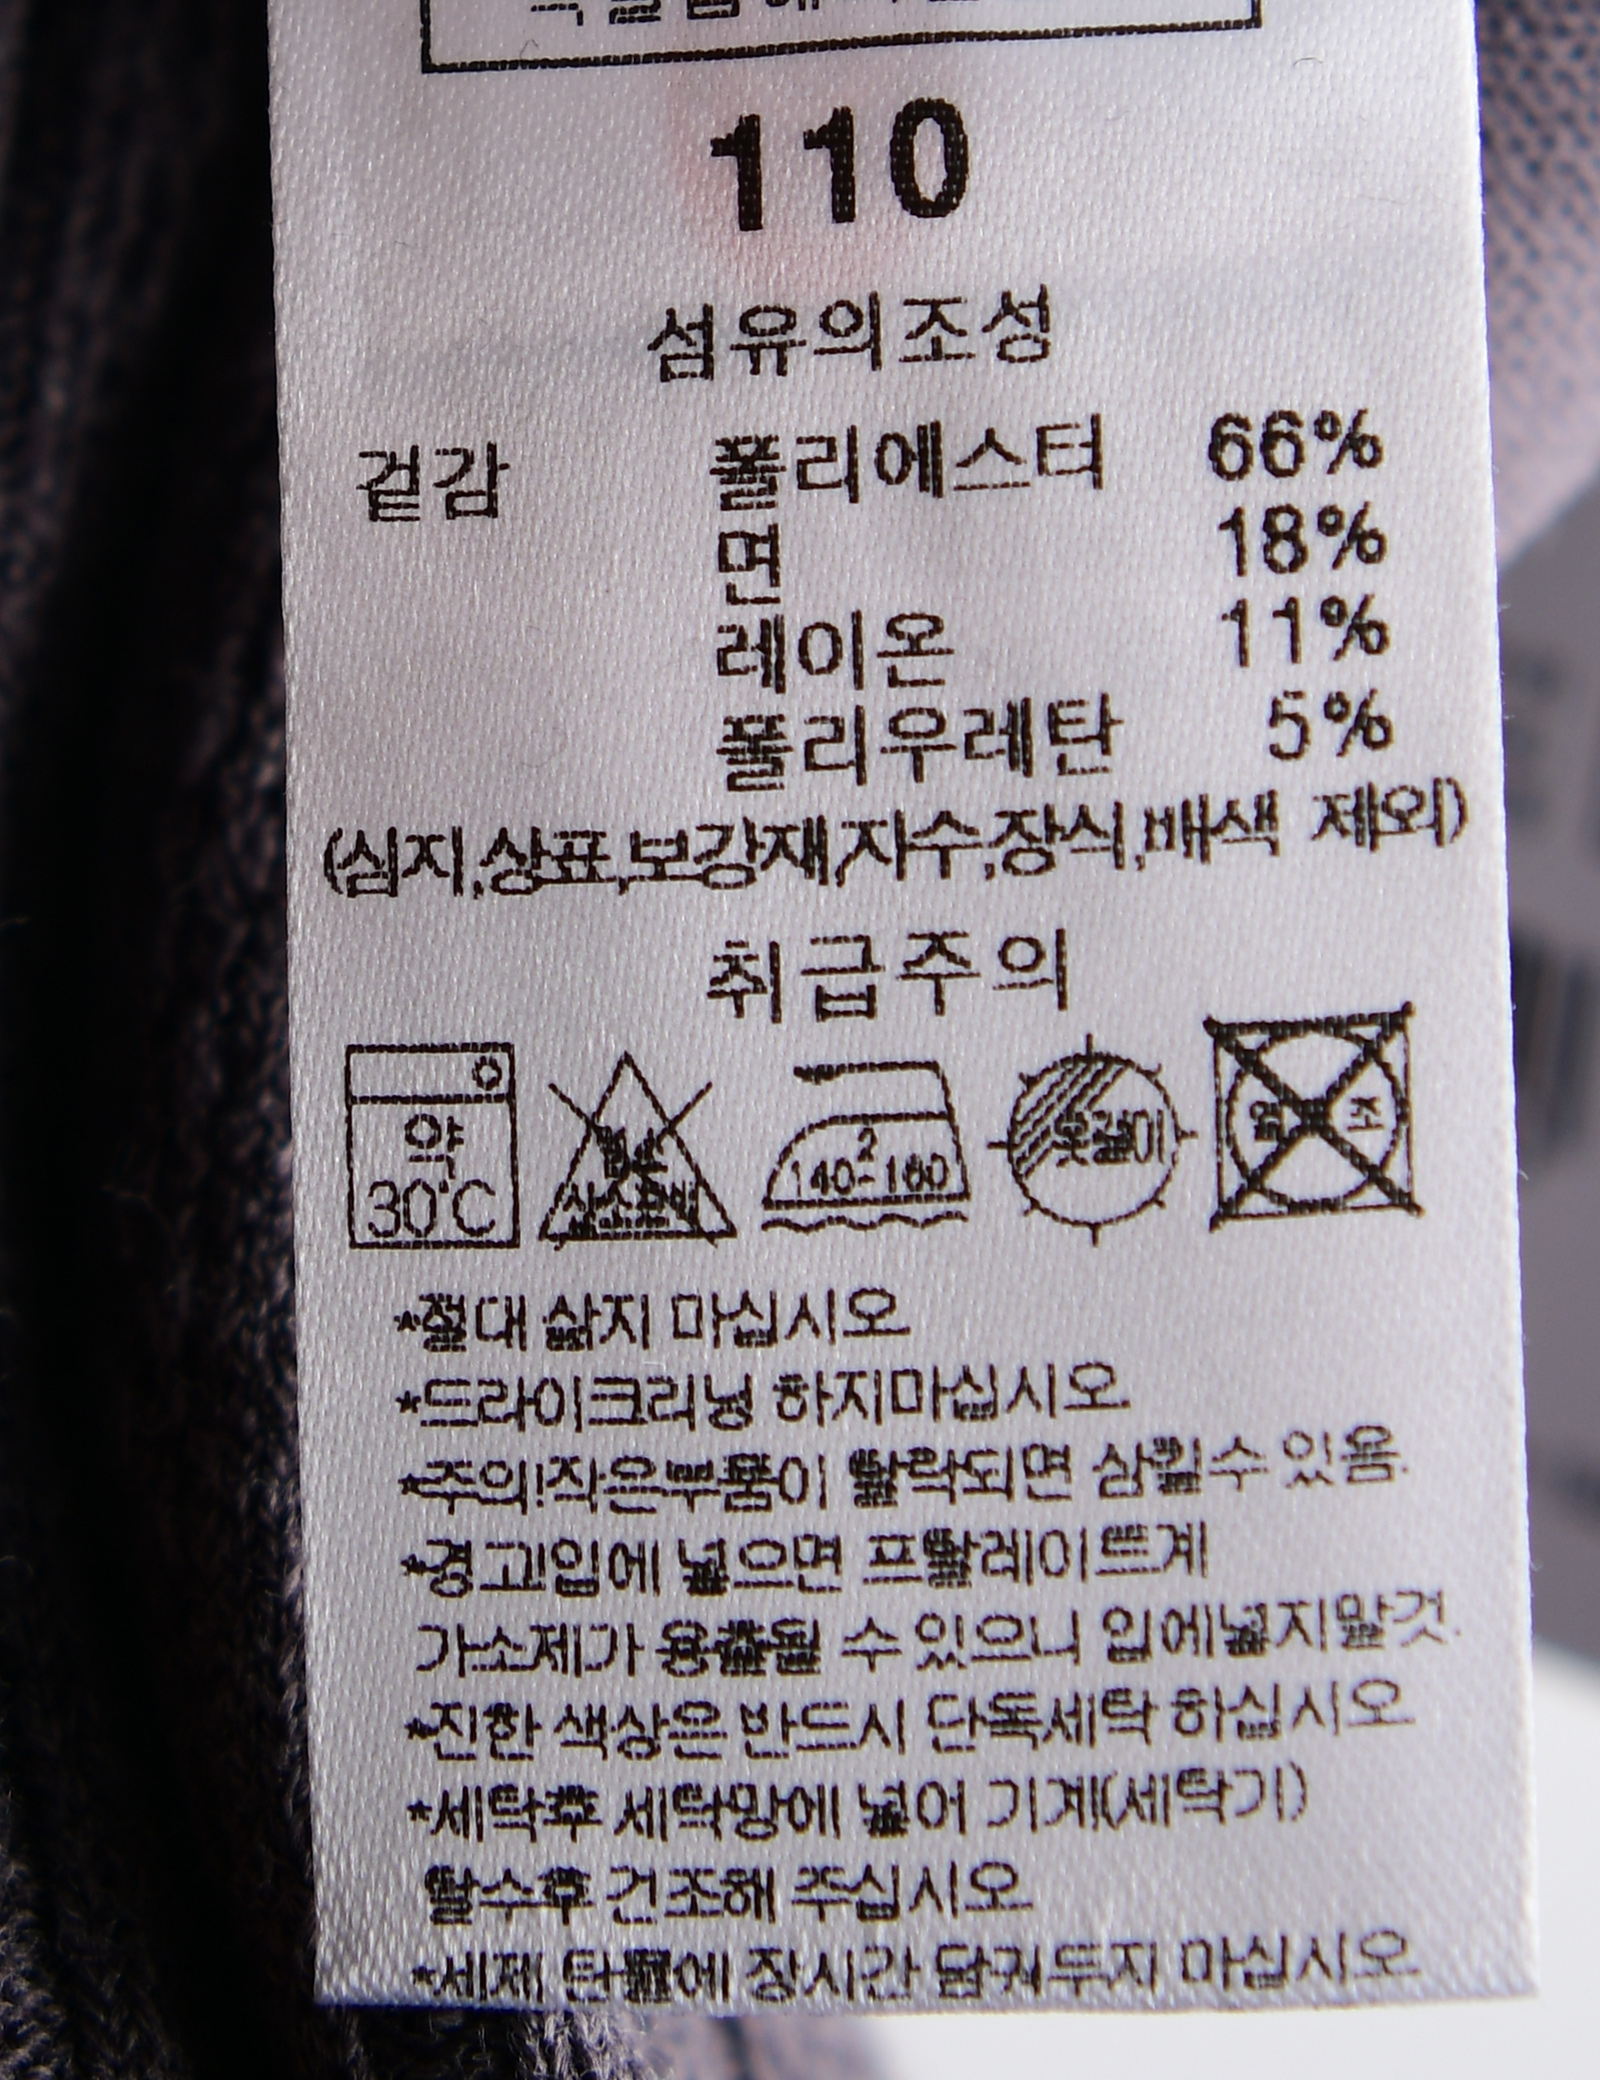 110
섬유의조성
겉감 폴리에스터 66%
면 18%
레이온 11%
폴리우레탄 5%
(심지,상표,보강재,자수,장식,배색 제외)
취급주의
약
30°C
산소표백
2
140-160
옷걸이
조
*절대 삶지 마십시오
*드라이크리닝 하지마십시오.
*주의!작은부품이 탈락되면 삼킬수 있음.
*경고!입에 넣으면 프탈레이트계
가소제가 용출될 수 있으니 입에넣지말것.
*진한 색상은 반드시 단독세탁 하십시오
*세탁후 세탁망에 넣어 기계(세탁기)
탈수후 건조해 주십시오
*세제 탄물에 장시간 담궈두지 마십시오